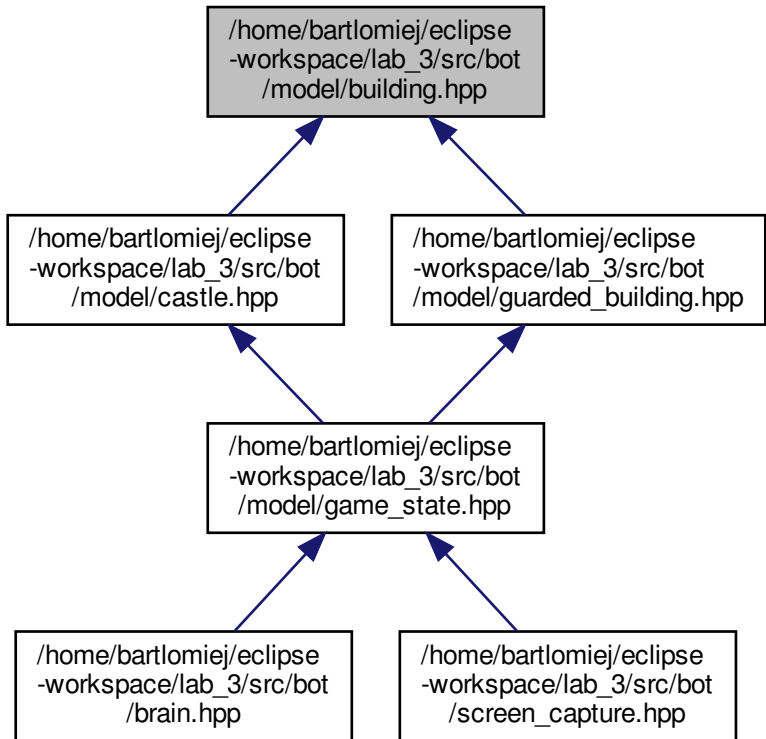 /home/bartlomiej/eclipse
-workspace/lab_3/src/bot
/model/building.hpp
/home/bartlomiej/eclipse
-workspace/lab_3/src/bot
/model/castle.hpp
/home/bartlomiej/eclipse
-workspace/lab_3/src/bot
/model/guarded_building.hpp
/home/bartlomiej/eclipse
-workspace/lab_3/src/bot
/model/game_state.hpp
/home/bartlomiej/eclipse
-workspace/lab_3/src/bot
/brain.hpp
/home/bartlomiej/eclipse
-workspace/lab_3/src/bot
/screen_capture.hpp